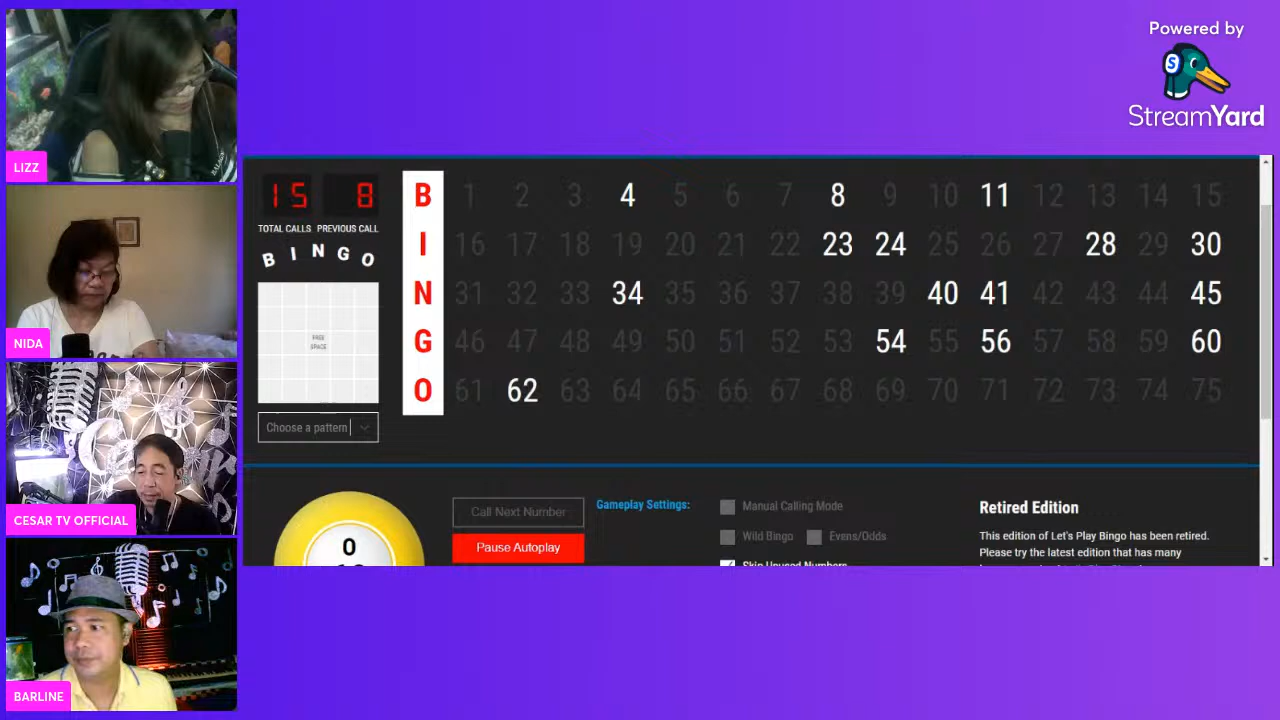 Powered by
StreamYard
LIZZ
NIDA
CESAR TV OFFICIAL
BARLINE
15 8
TOTAL CALLS PREVIOUS CALL
B I N G O
FREE
SPACE
Choose a pattern
B 1 2 3 4 5 6 7 8 9 10 11 12 13 14 15
I 16 17 18 19 20 21 22 23 24 25 26 27 28 29 30
N 31 32 33 34 35 36 37 38 39 40 41 42 43 44 45
G 46 47 48 49 50 51 52 53 54 55 56 57 58 59 60
O 61 62 63 64 65 66 67 68 69 70 71 72 73 74 75
O
Call Next Number
Pause Autoplay
Gameplay Settings:
Manual Calling Mode
Wild Bingo Evens/Odds
Skip Unused Numbers
Retired Edition
This edition of Let's Play Bingo has been retired.
Please try the latest edition that has many